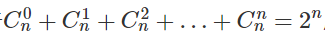 C_n^0 + C_n^1 + C_n^2 + ... + C_n^n = 2^n.